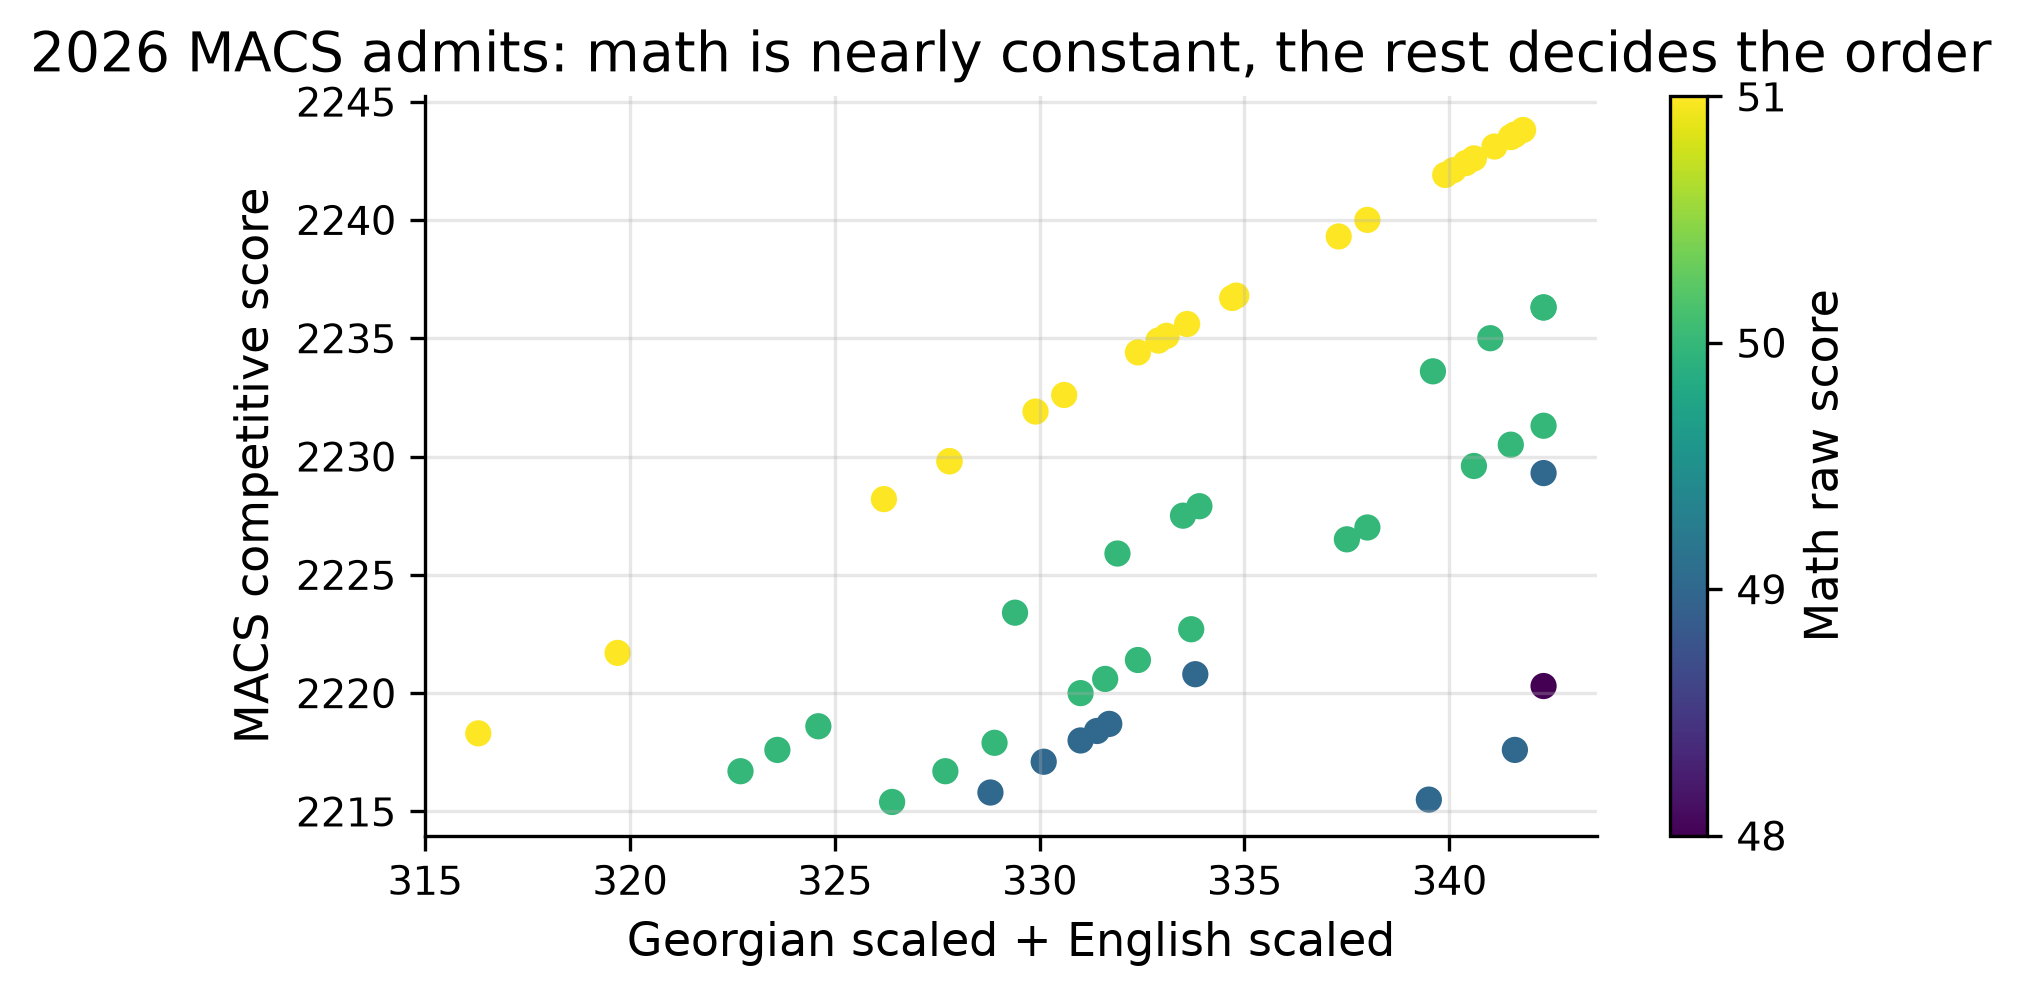 2026 MACS admits: math is nearly constant, the rest decides the order
MACS competitive score
2245
2240
2235
2230
2225
2220
2215
315 320 325 330 335 340
Georgian scaled + English scaled
51
50
49
48
Math raw score